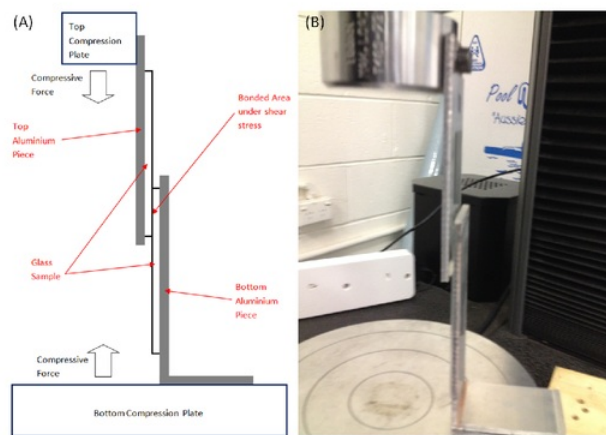 (A)
Top
Compression
Plate
Compressive
Force
Top
Aluminium
Piece
Bonded Area
under shear
stress
Glass
Sample
Bottom
Aluminium
Piece
Compressive
Force
Bottom Compression Plate
(B)
Pool